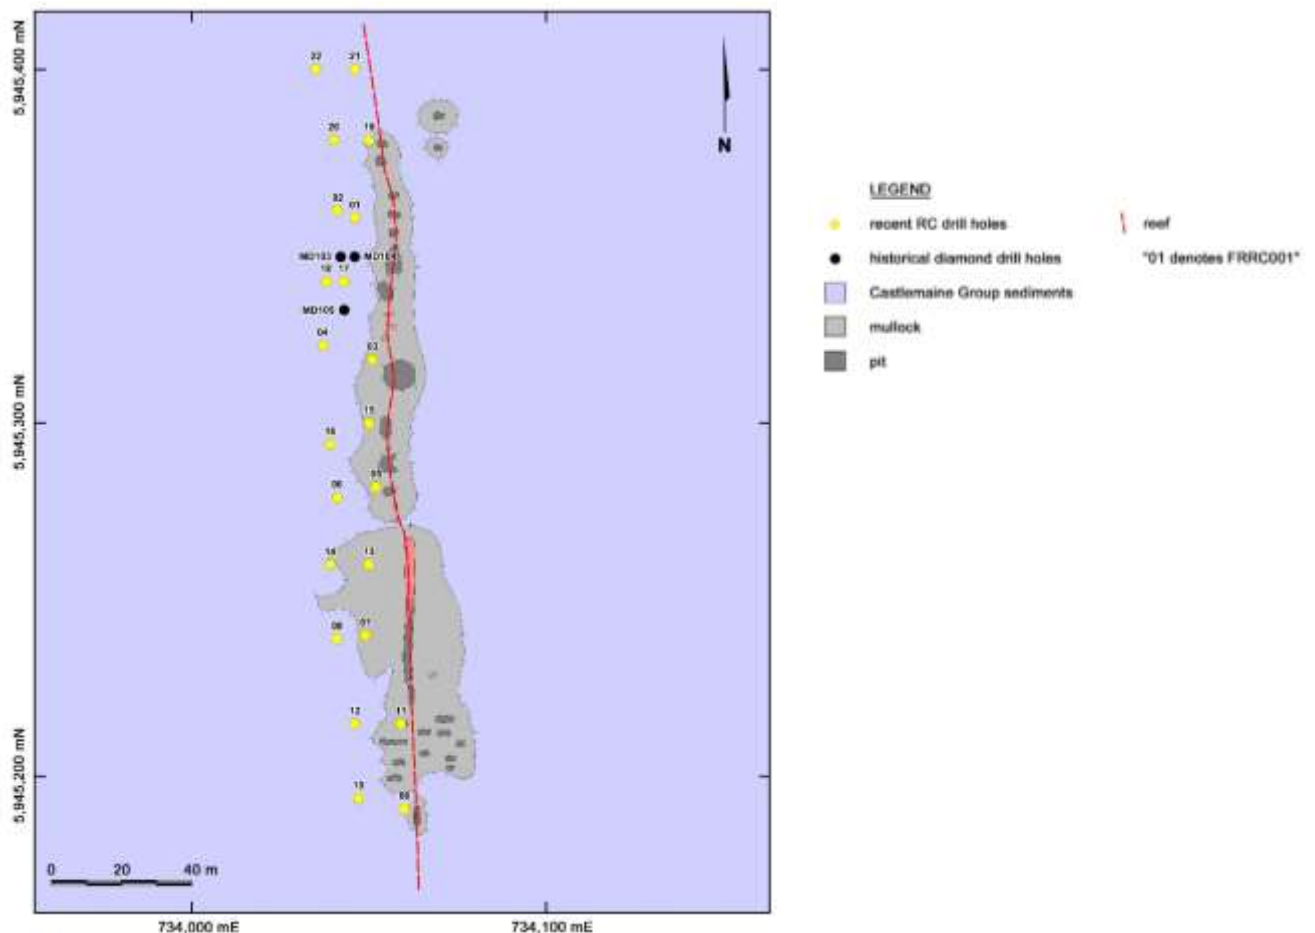 5,945,400 mN
22 21
N
20 19
02
01
MD103 MD104
18 17
MD105
04
03
5,945,300 mN
15
16
05
06
14 13
07
08
12 11
5,945,200 mN
10
09
0 20 40 m
734,000 mE 734,100 mE
LEGEND
recent RC drill holes
reef
historical diamond drill holes
"01 denotes FRRC001"
Castlemaine Group sediments
mullock
pit